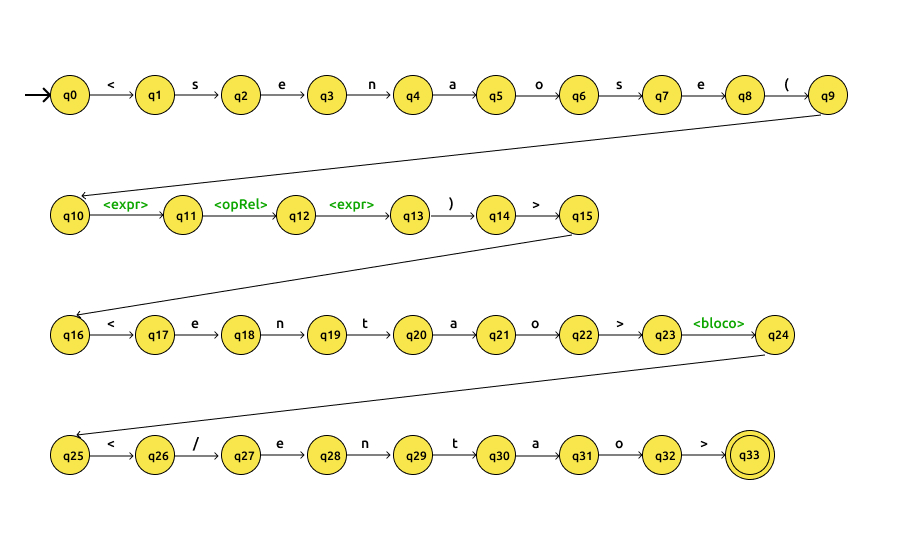 < s e n a o s e (
q0 q1 q2 q3 q4 q5 q6 q7 q8 q9
<expr> <opRel> <expr> ) >
q10 q11 q12 q13 q14 q15
< e n t a o > <bloco>
q16 q17 q18 q19 q20 q21 q22 q23 q24
< / e n t a o >
q25 q26 q27 q28 q29 q30 q31 q32 q33